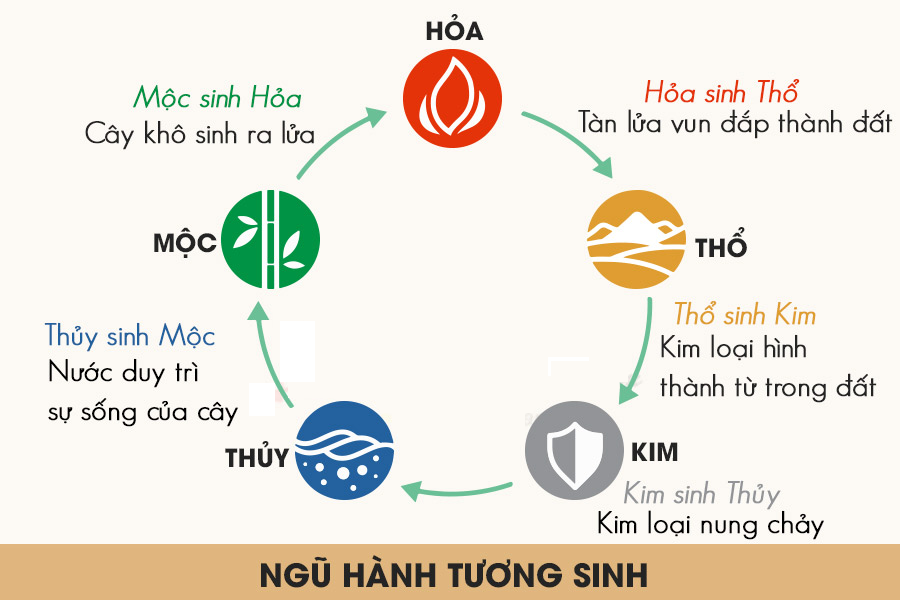 HỎA
Mộc sinh Hỏa
Cây khô sinh ra lửa
Hỏa sinh Thổ
Tàn lửa vun đắp thành đất
MỘC
THỔ
Thủy sinh Mộc
Nước duy trì
sự sống của cây
Thổ sinh Kim
Kim loại hình
thành từ trong đất
THỦY
KIM
Kim sinh Thủy
Kim loại nung chảy
NGŨ HÀNH TƯƠNG SINH